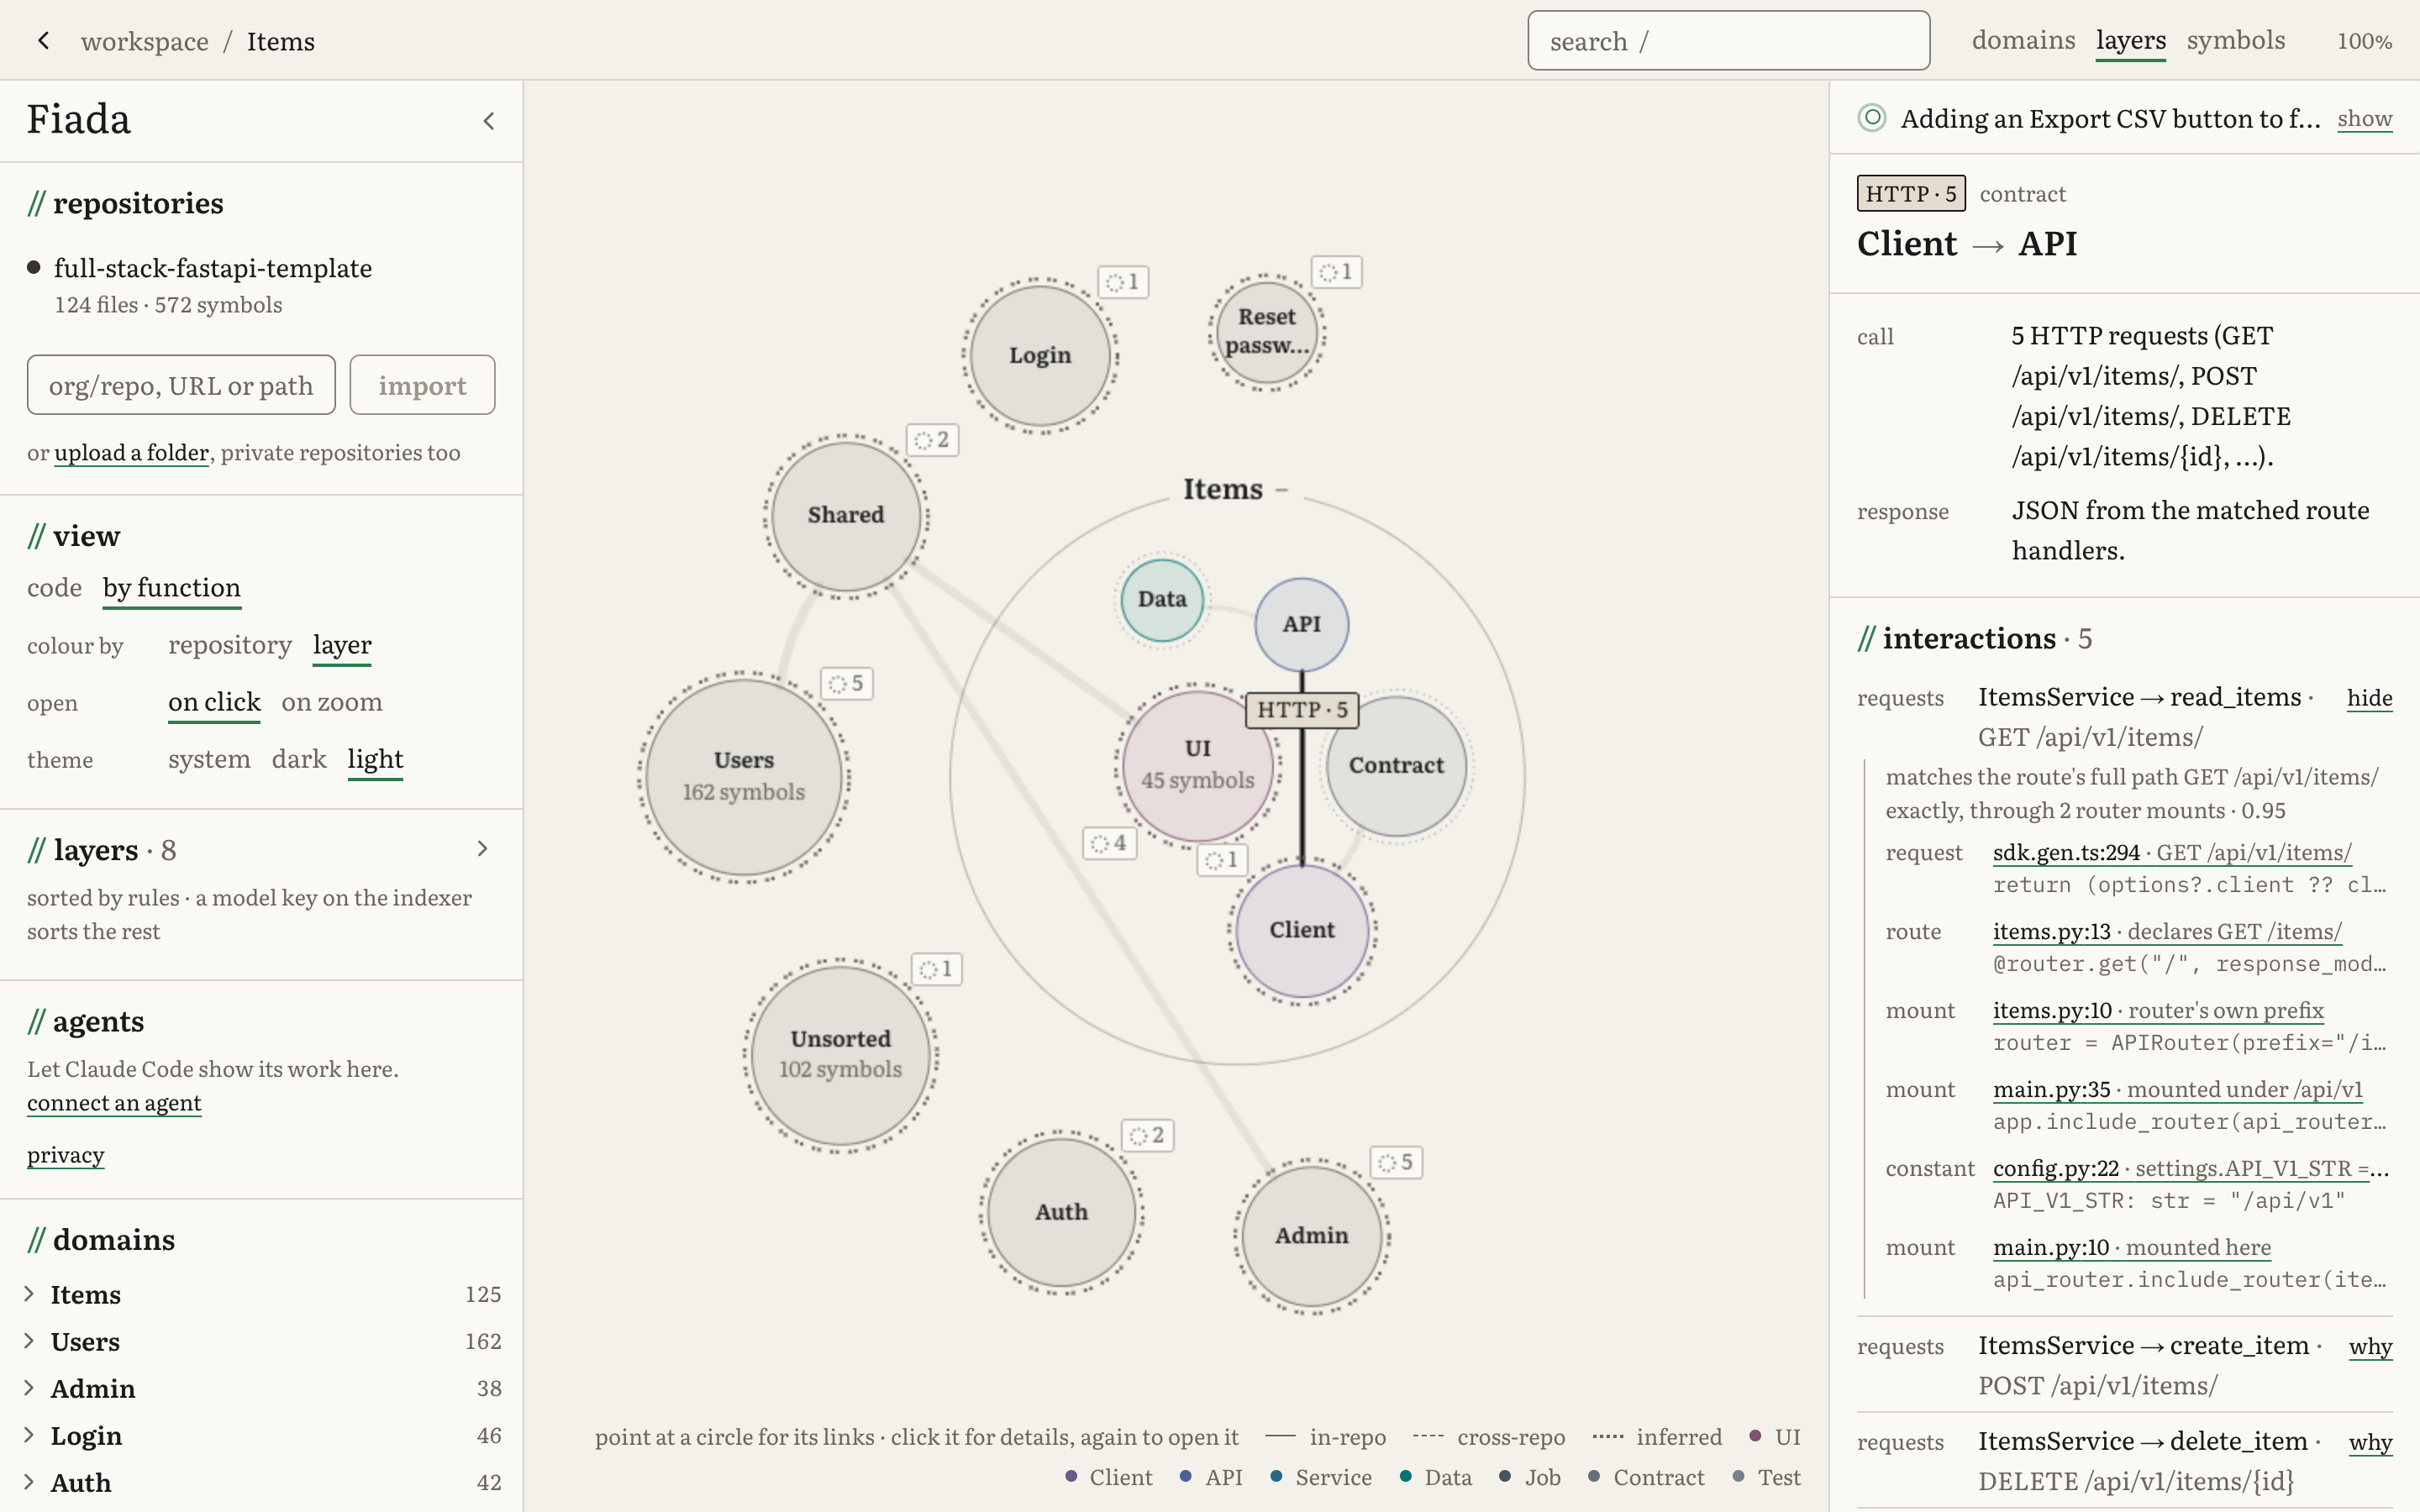 workspace / Items
search /
domains layers symbols 100%
Fiada
// repositories
full-stack-fastapi-template
124 files · 572 symbols
org/repo, URL or path
import
or upload a folder, private repositories too
// view
code by function
colour by repository layer
open on click on zoom
theme system dark light
// layers · 8
sorted by rules · a model key on the indexer
sorts the rest
// agents
Let Claude Code show its work here.
connect an agent
privacy
// domains
Items 125
Users 162
Admin 38
Login 46
Auth 42
1
Login
1
Reset
passw...
2
Shared
Items –
Data
API
HTTP · 5
5
Users
162 symbols
UI
45 symbols
Contract
4
1
Client
1
Unsorted
102 symbols
2
Auth
5
Admin
point at a circle for its links · click it for details, again to open it in-repo cross-repo inferred UI
Client API Service Data Job Contract Test
Adding an Export CSV button to f... show
HTTP · 5 contract
Client → API
call 5 HTTP requests (GET
/api/v1/items/, POST
/api/v1/items/, DELETE
/api/v1/items/{id}, ...).
response JSON from the matched route
handlers.
// interactions · 5
requests ItemsService → read_items · hide
GET /api/v1/items/
matches the route's full path GET /api/v1/items/
exactly, through 2 router mounts · 0.95
request sdk.gen.ts:294 · GET /api/v1/items/
return (options?.client ?? cl...
route items.py:13 · declares GET /items/
@router.get("/", response_mod...
mount items.py:10 · router's own prefix
router = APIRouter(prefix="/i...
mount main.py:35 · mounted under /api/v1
app.include_router(api_router...
constant config.py:22 · settings.API_V1_STR =...
API_V1_STR: str = "/api/v1"
mount main.py:10 · mounted here
api_router.include_router(ite...
requests ItemsService → create_item · why
POST /api/v1/items/
requests ItemsService → delete_item · why
DELETE /api/v1/items/{id}